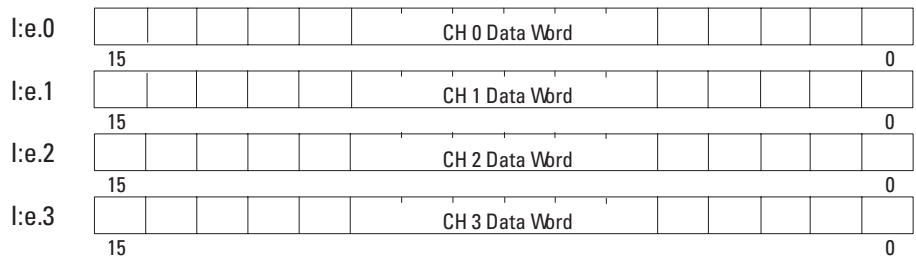 I:e.0 CH 0 Data Word
15 0
I:e.1 CH 1 Data Word
15 0
I:e.2 CH 2 Data Word
15 0
I:e.3 CH 3 Data Word
15 0